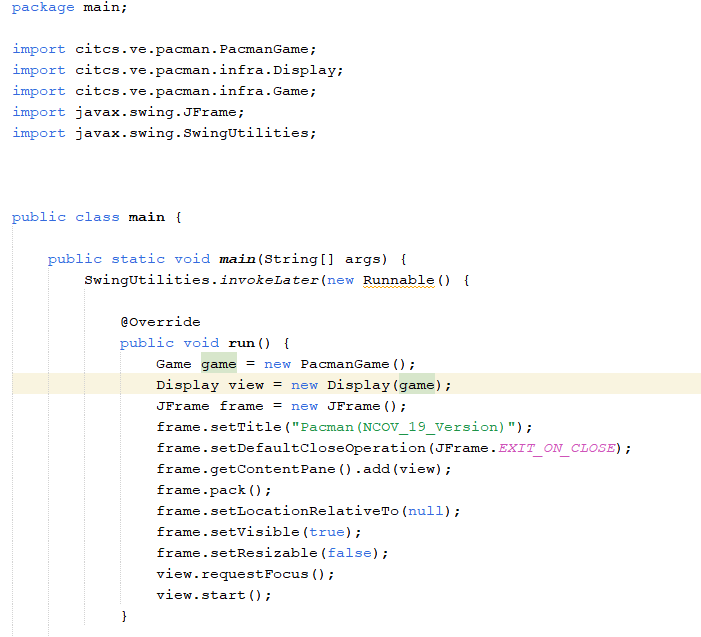 package main;
import citcs.ve.pacman.PacmanGame;
import citcs.ve.pacman.infra.Display;
import citcs.ve.pacman.infra.Game;
import javax.swing.JFrame;
import javax.swing.SwingUtilities;
public class main {
public static void main(String[] args) {
SwingUtilities.invokeLater(new Runnable() {
@Override
public void run() {
Game game = new PacmanGame();
Display view = new Display(game);
JFrame frame = new JFrame();
frame.setTitle("Pacman(NCOV_19_Version)");
frame.setDefaultCloseOperation(JFrame.EXIT_ON_CLOSE);
frame.getContentPane().add(view);
frame.pack();
frame.setLocationRelativeTo(null);
frame.setVisible(true);
frame.setResizable(false);
view.requestFocus();
view.start();
}